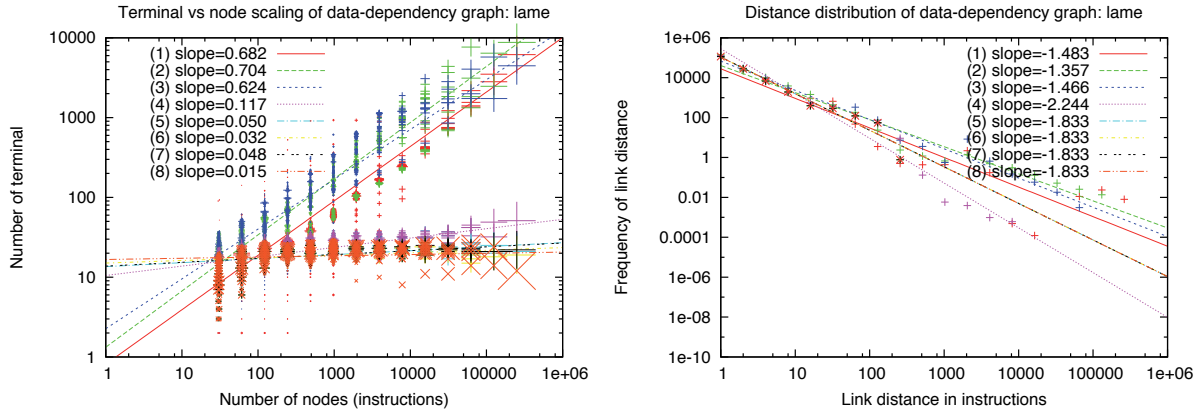 Terminal vs node scaling of data-dependency graph: lame
10000
1000
100
10
1
Number of terminal
(1) slope=0.682
(2) slope=0.704
(3) slope=0.624
(4) slope=0.117
(5) slope=0.050
(6) slope=0.032
(7) slope=0.048
(8) slope=0.015
1 10 100 1000 10000 100000 1e+06
Number of nodes (instructions)
Distance distribution of data-dependency graph: lame
1e+06
10000
100
1
0.01
0.0001
1e-06
1e-08
1e-10
Frequency of link distance
(1) slope=-1.483
(2) slope=-1.357
(3) slope=-1.466
(4) slope=-2.244
(5) slope=-1.833
(6) slope=-1.833
(7) slope=-1.833
(8) slope=-1.833
1 10 100 1000 10000 100000 1e+06
Link distance in instructions